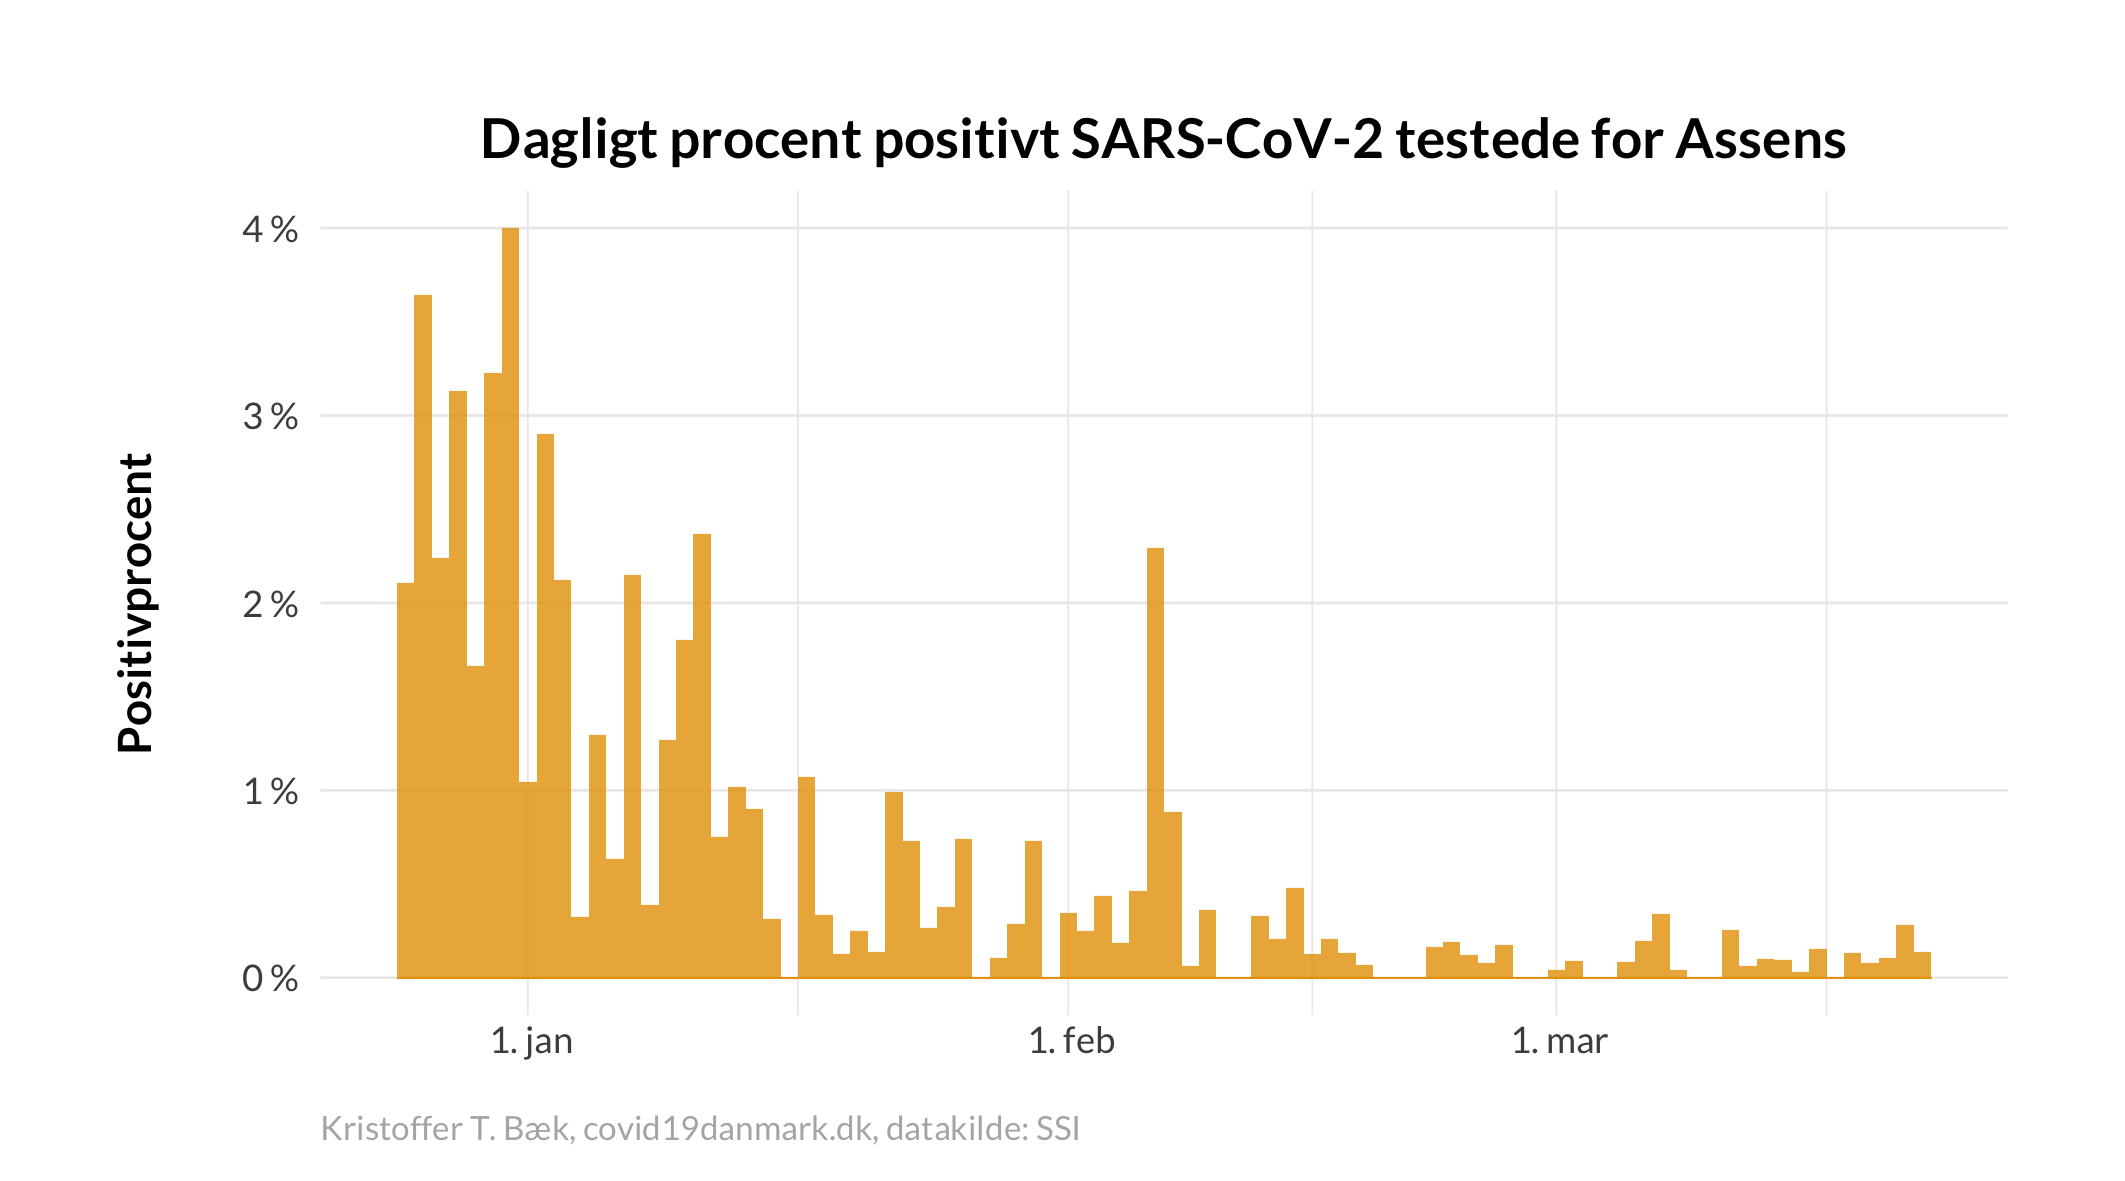 Dagligt procent positivt SARS-CoV-2 testede for Assens
Positivprocent
4 %
3 %
2 %
1 %
0 %
1. jan
1. feb
1. mar
Kristoffer T. Bæk, covid19danmark.dk, datakilde: SSI